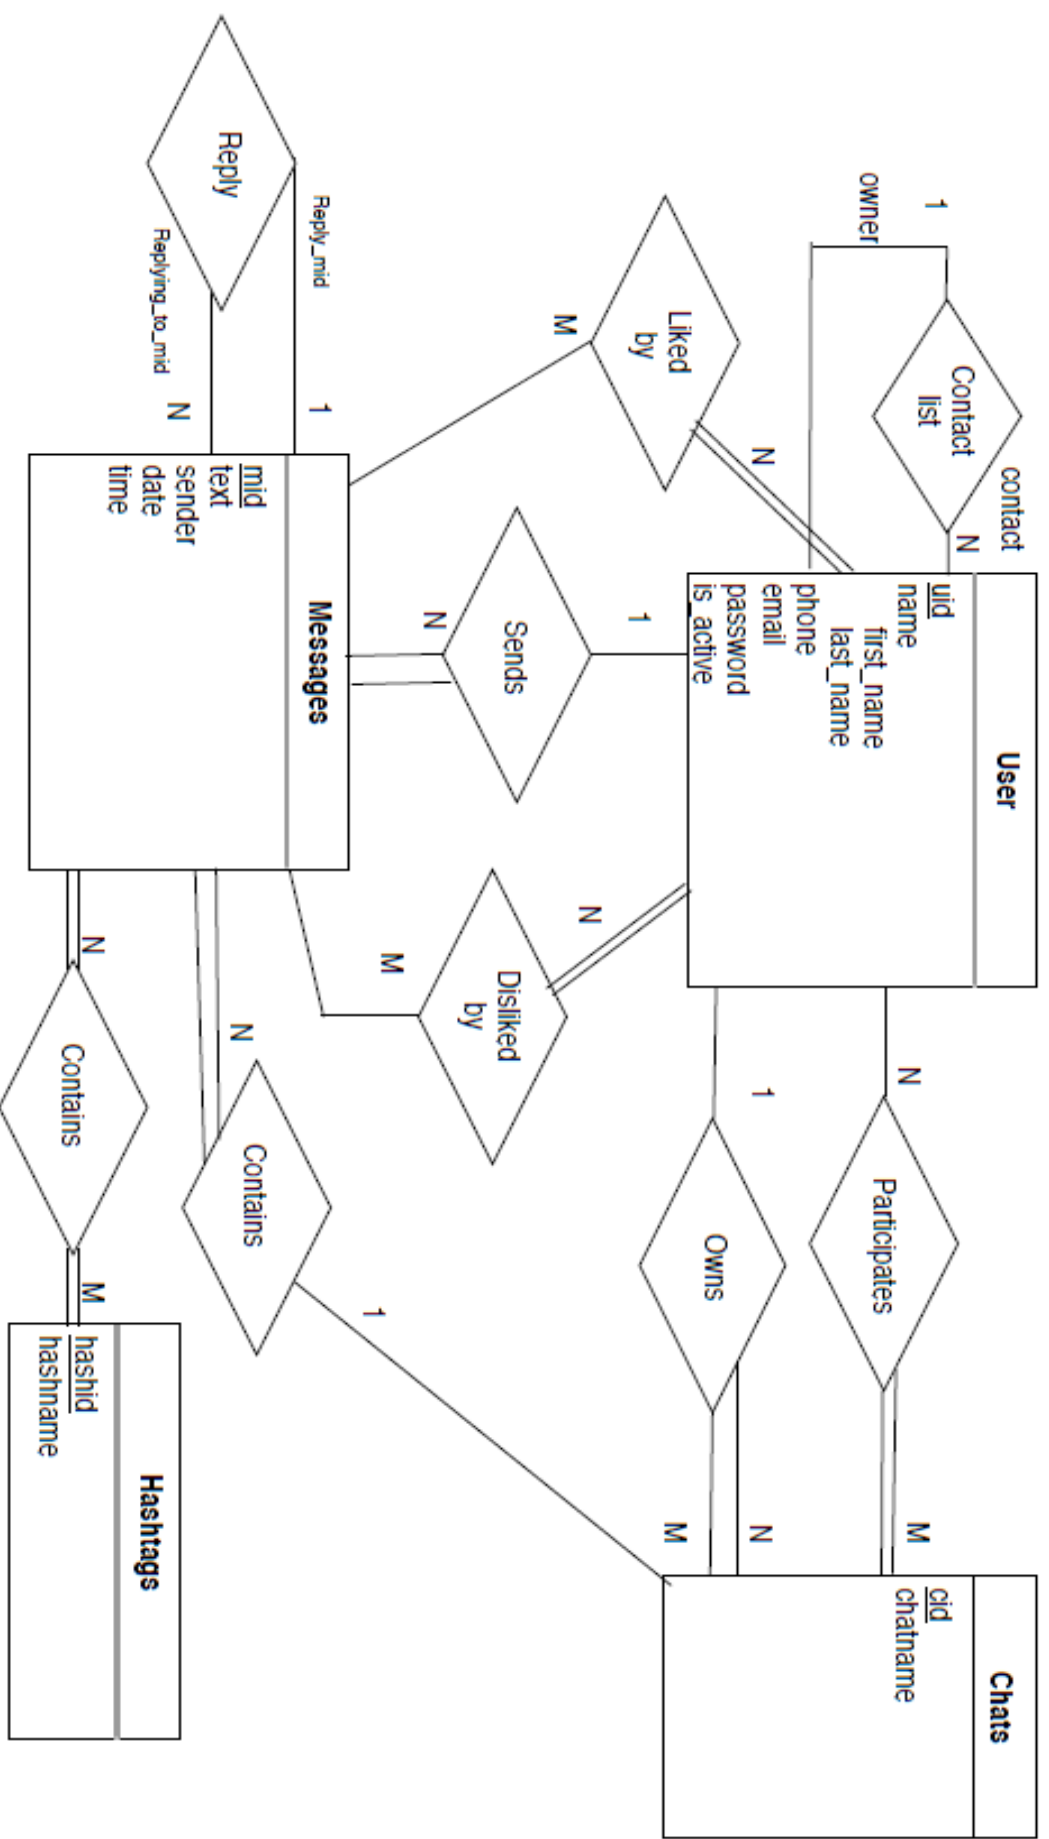 User
uid
name
first_name
last_name
phone
email
password
is_active
Chats
cid
chatname
Messages
mid
text
sender
date
time
Hashtags
hashid
hashname
1
owner
Contact
list
contact
N
Liked
by
M
N
Sends
1
N
Disliked
by
N
M
Participates
N
M
Owns
1
N
M
Contains
N
1
Contains
N
M
Reply
Reply_mid
1
Replying_to_mid
N